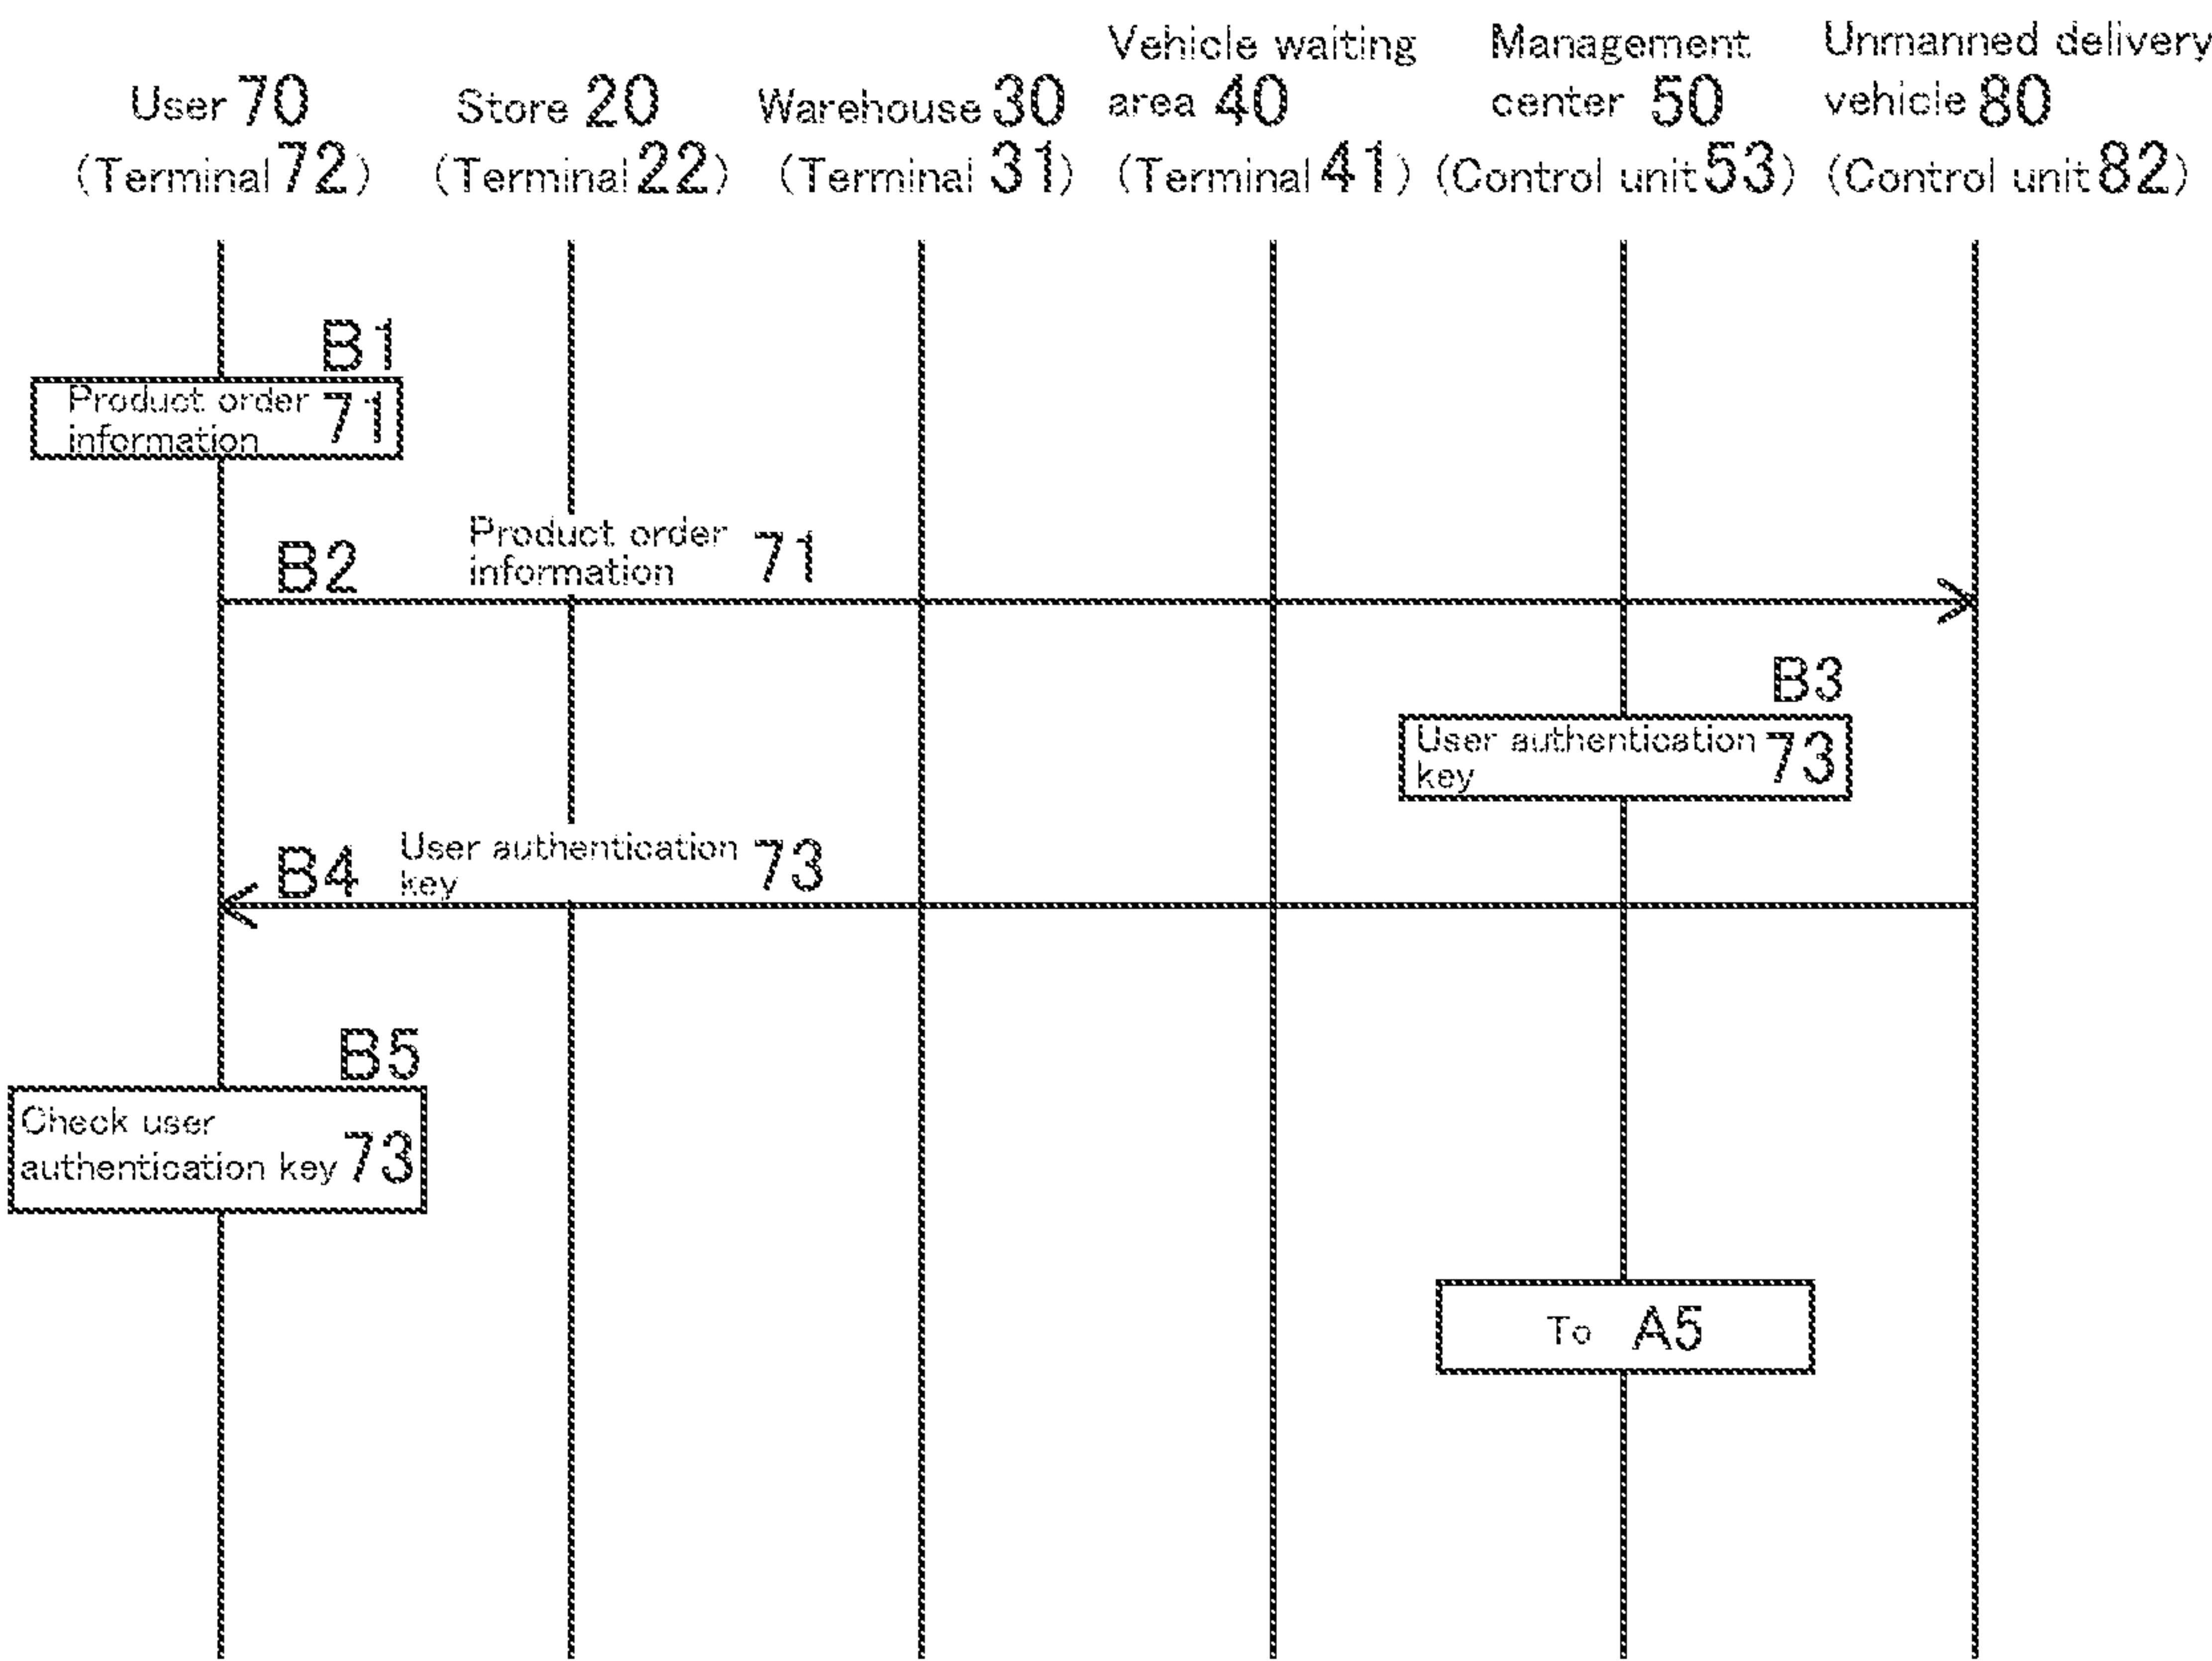 User 70
(Terminal 72)
Store 20
(Terminal 22)
Warehouse 30
(Terminal 31)
Vehicle waiting
area 40
(Terminal 41)
Management
center 50
(Control unit 53)
Unmanned delivery
vehicle 80
(Control unit 82)
B1
Product order
information 71
B2
Product order
information 71
B3
User authentication
key 73
B4
User authentication
key 73
B5
Check user
authentication key 73
To A5